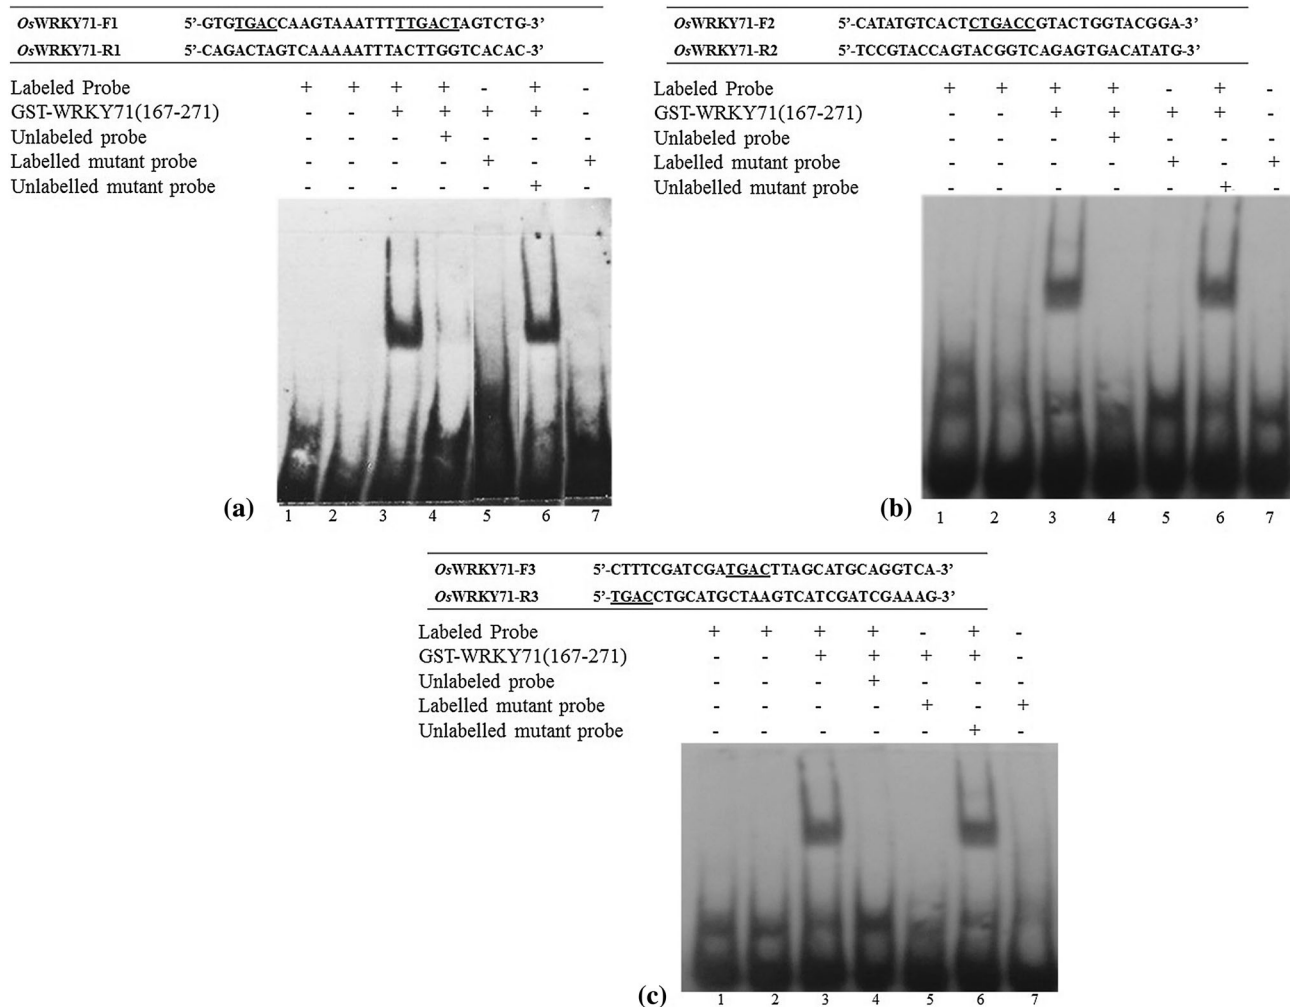 OsWRKY71-F1 5’-GTGTGACCAAGTAAATTTTTGACTAGTCTG-3’
OsWRKY71-R1 5’-CAGACTAGTCAAAAATTTACTTGGTCACAC-3’
Labeled Probe + + + + - + -
GST-WRKY71(167-271) - - + + + + -
Unlabeled probe - - - + - - -
Labelled mutant probe - - - - + - +
Unlabelled mutant probe - - - - - + -
(a)
1 2 3 4 5 6 7
OsWRKY71-F2 5’-CATATGTCACTCTGACCGTACTGGTACGGA-3’
OsWRKY71-R2 5’-TCCGTACCAGTACGGTCAGAGTGACATATG-3’
Labeled Probe + + + + - + -
GST-WRKY71(167-271) - - + + + + -
Unlabeled probe - - - + - - -
Labelled mutant probe - - - - + - +
Unlabelled mutant probe - - - - - + -
(b)
1 2 3 4 5 6 7
OsWRKY71-F3 5’-CTTTCGATCGATGACTTAGCATGCAGGTCA-3’
OsWRKY71-R3 5’-TGACCTGCATGCTAAGTCATCGATCGAAAG-3’
Labeled Probe + + + + - + -
GST-WRKY71(167-271) - - + + + + -
Unlabeled probe - - - + - - -
Labelled mutant probe - - - - + - +
Unlabelled mutant probe - - - - - + -
(c)
1 2 3 4 5 6 7